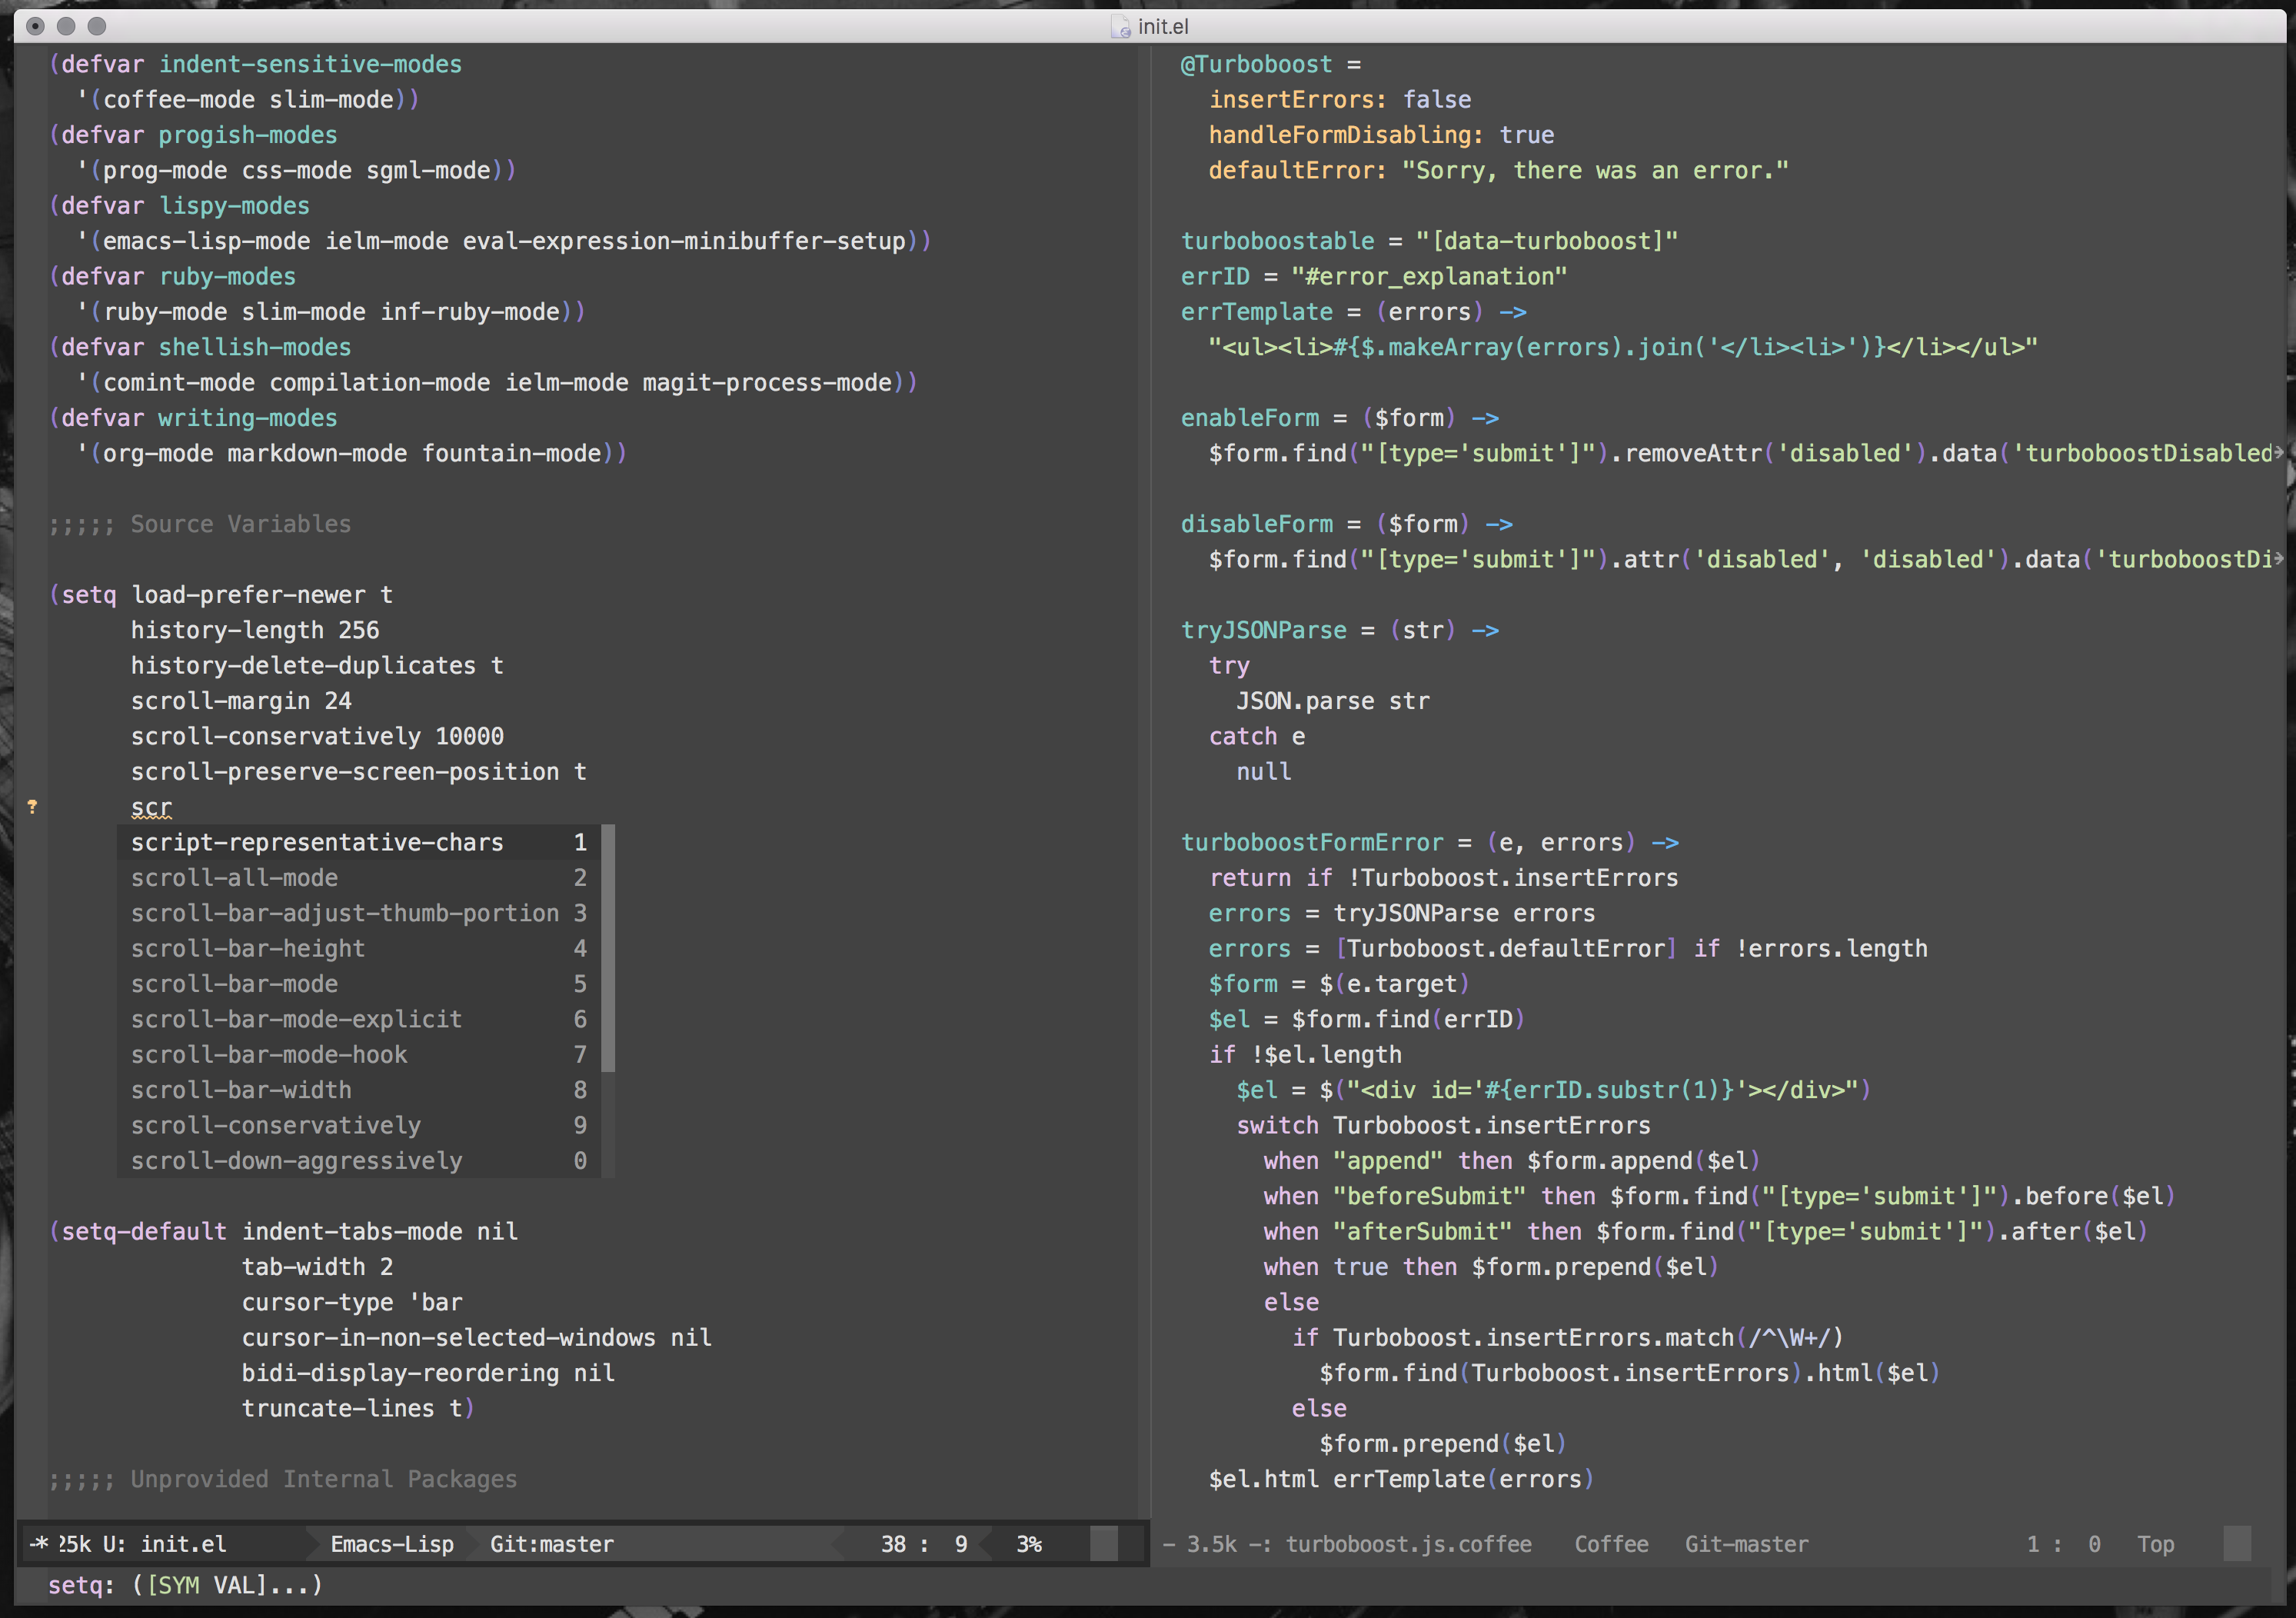 init.el
(defvar indent-sensitive-modes
  '(coffee-mode slim-mode))
(defvar progish-modes
  '(prog-mode css-mode sgml-mode))
(defvar lispy-modes
  '(emacs-lisp-mode ielm-mode eval-expression-minibuffer-setup))
(defvar ruby-modes
  '(ruby-mode slim-mode inf-ruby-mode))
(defvar shellish-modes
  '(comint-mode compilation-mode ielm-mode magit-process-mode))
(defvar writing-modes
  '(org-mode markdown-mode fountain-mode))
;;;;; Source Variables
(setq load-prefer-newer t
      history-length 256
      history-delete-duplicates t
      scroll-margin 24
      scroll-conservatively 10000
      scroll-preserve-screen-position t
?     scr
script-representative-chars 1
scroll-all-mode 2
scroll-bar-adjust-thumb-portion 3
scroll-bar-height 4
scroll-bar-mode 5
scroll-bar-mode-explicit 6
scroll-bar-mode-hook 7
scroll-bar-width 8
scroll-conservatively 9
scroll-down-aggressively 0
(setq-default indent-tabs-mode nil
              tab-width 2
              cursor-type 'bar
              cursor-in-non-selected-windows nil
              bidi-display-reordering nil
              truncate-lines t)
;;;;; Unprovided Internal Packages
-* 25k U: init.el Emacs-Lisp Git:master 38 : 9 3%
setq: ([SYM VAL]...)
@Turboboost =
  insertErrors: false
  handleFormDisabling: true
  defaultError: "Sorry, there was an error."
turboboostable = "[data-turboboost]"
errID = "#error_explanation"
errTemplate = (errors) ->
  "<ul><li>#{$.makeArray(errors).join('</li><li>')}</li></ul>"
enableForm = ($form) ->
  $form.find("[type='submit']").removeAttr('disabled').data('turboboostDisabled
disableForm = ($form) ->
  $form.find("[type='submit']").attr('disabled', 'disabled').data('turboboostDi
tryJSONParse = (str) ->
  try
    JSON.parse str
  catch e
    null
turboboostFormError = (e, errors) ->
  return if !Turboboost.insertErrors
  errors = tryJSONParse errors
  errors = [Turboboost.defaultError] if !errors.length
  $form = $(e.target)
  $el = $form.find(errID)
  if !$el.length
    $el = $("<div id='#{errID.substr(1)}'></div>")
    switch Turboboost.insertErrors
      when "append" then $form.append($el)
      when "beforeSubmit" then $form.find("[type='submit']").before($el)
      when "afterSubmit" then $form.find("[type='submit']").after($el)
      when true then $form.prepend($el)
      else
        if Turboboost.insertErrors.match(/^\W+/)
          $form.find(Turboboost.insertErrors).html($el)
        else
          $form.prepend($el)
  $el.html errTemplate(errors)
- 3.5k -: turboboost.js.coffee Coffee Git-master 1 : 0 Top